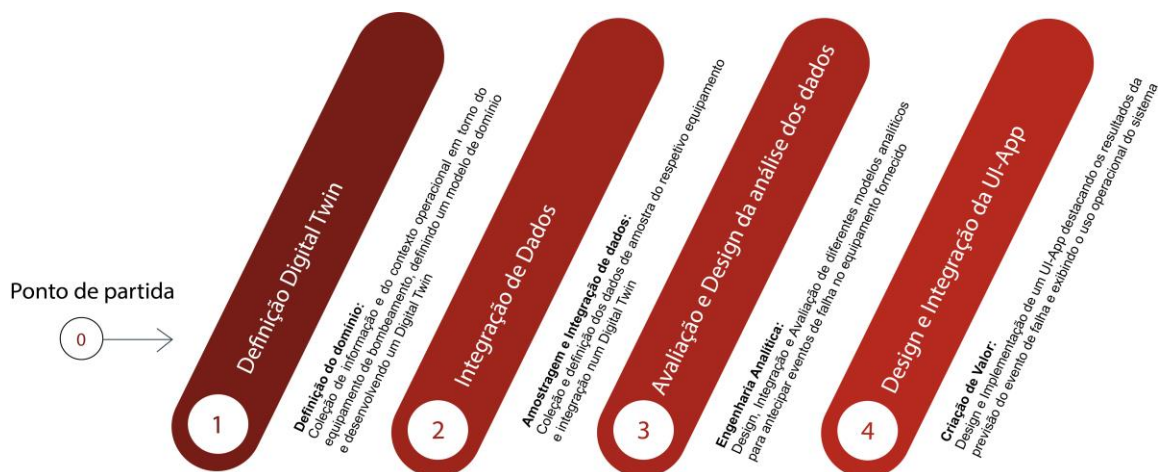 Ponto de partida
0
1
Definição Digital Twin
Definição do domínio:
Coleção de informação e do contexto operacional em torno do
equipamento de bombeamento, definindo um modelo de domínio
e desenvolvendo um Digital Twin
2
Integração de Dados
Amostragem e Integração de dados:
Coleção e definição dos dados de amostra do respetivo equipamento
e integração num Digital Twin
3
Avaliação e Design da análise dos dados
Engenharia Analítica:
Design, Integração e Avaliação de diferentes modelos analíticos
para antecipar eventos de falha no equipamento fornecido
4
Design e Integração da UI-App
Criação de Valor:
Design e Implementação de um UI-App destacando os resultados da
previsão do evento de falha e exibindo o uso operacional do sistema